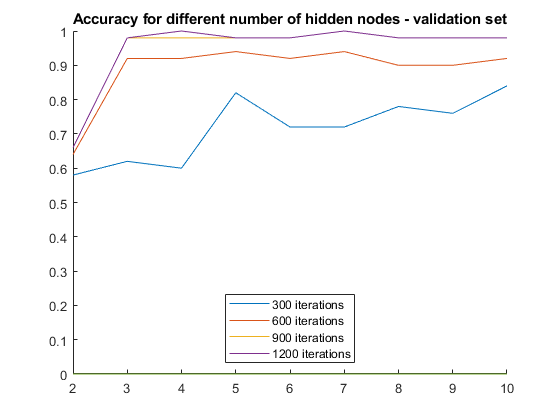 Accuracy for different number of hidden nodes - validation set
1
0.9
0.8
0.7
0.6
0.5
0.4
0.3
0.2
0.1
0
300 iterations
600 iterations
900 iterations
1200 iterations
2 3 4 5 6 7 8 9 10